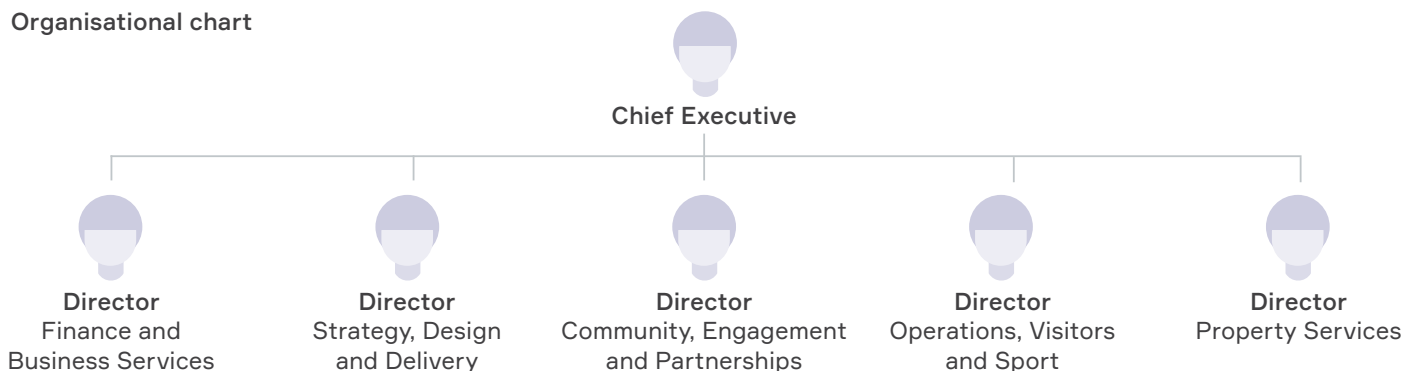 Organisational chart
Chief Executive
Director
Finance and
Business Services
Director
Strategy, Design
and Delivery
Director
Community, Engagement
and Partnerships
Director
Operations, Visitors
and Sport
Director
Property Services